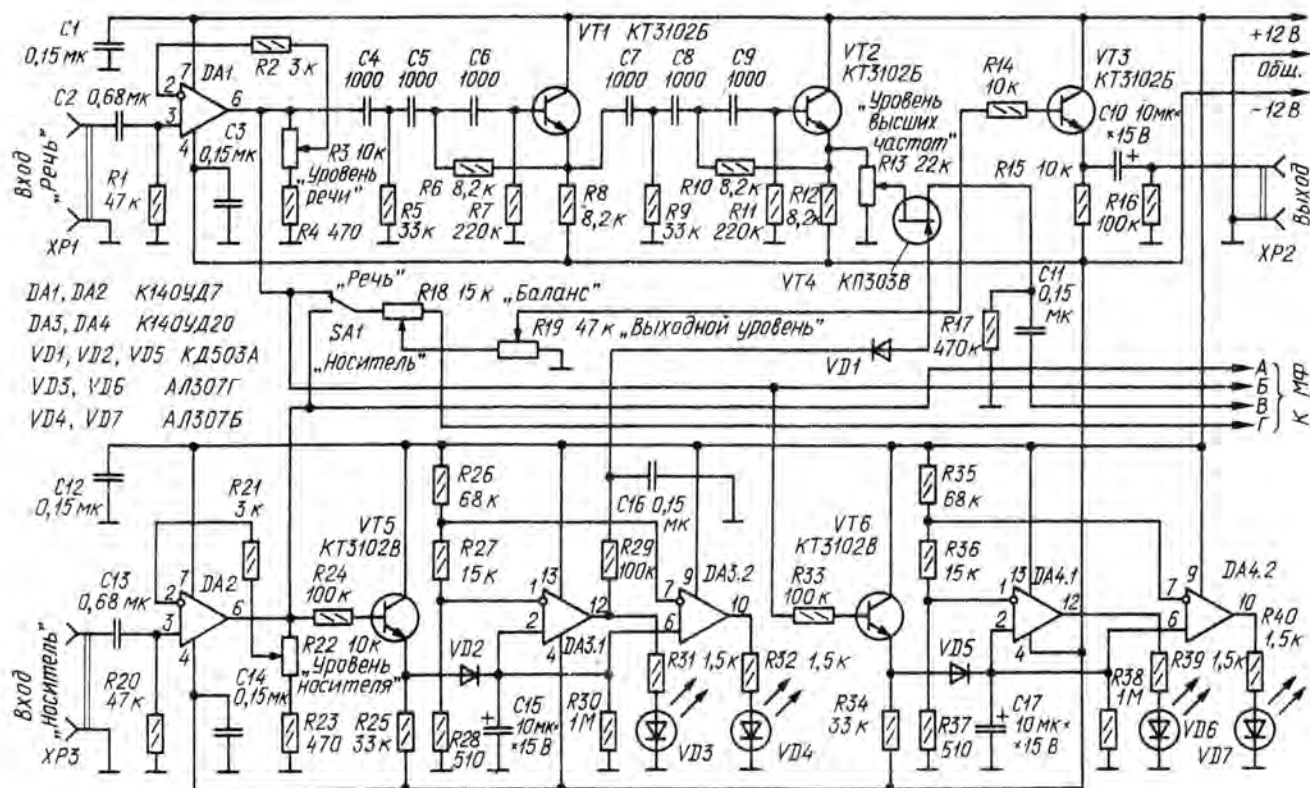 C1
0,15 мк
C2 0,68 мк
R2 3 к
2
7
DA1
6
3
4
C3
0,15 мк
Вход
„Речь"
R1
47 к
XP1
R3 10 к
„Уровень
речи"
R4 470
C4
1000
C5
1000
C6
1000
R5
33 к
R6
8,2 к
R7
220 к
VT1 КТ3102Б
R8
8,2 к
C7
1000
C8
1000
C9
1000
R9
33 к
R10 8,2 к
R11
220 к
R12
8,2 к
VT2
КТ3102Б
„Уровень
высших
частот"
R13 22 к
VT4
КП303В
R14
10 к
VT3
КТ3102Б
C10 10 мк×
×15 В
R15 10 к
R16
100 к
+12 В
Общ.
−12 В
Выход
XP2
DA1, DA2 К140УД7
DA3, DA4 К140УД20
VD1, VD2, VD5 КД503А
VD3, VD6 АЛ307Г
VD4, VD7 АЛ307Б
„Речь"
SA1
„Носитель"
R18 15 к „Баланс"
R19 47 к „Выходной уровень"
VD1
R17
470 к
C11
0,15
мк
А
Б
В
Г
К МФ
C12
0,15 мк
R21
3 к
C13
0,68 мк
2
7
DA2
6
3
4
Вход
„Носитель"
R20
47 к
XP3
C14
0,15 мк
R22 10 к
„Уровень
носителя"
R23
470
R24
100 к
VT5
КТ3102В
R25
33 к
R26
68 к
R27
15 к
R28
510
VD2
C15
10 мк×
×15 В
1
13
12
2
4
DA3.1
C16 0,15
мк
R29
100 к
R30
1М
7
9
DA3.2
10
6
R31 1,5 к
VD3
R32 1,5 к
VD4
VT6
КТ3102В
R33
100 к
R34
33 к
R35
68 к
R36
15 к
R37
510
VD5
C17
10 мк×
×15 В
1
13
DA4.1
12
2
4
R38
1М
7
9
DA4.2
10
6
R39
1,5 к
VD6
R40
1,5 к
VD7